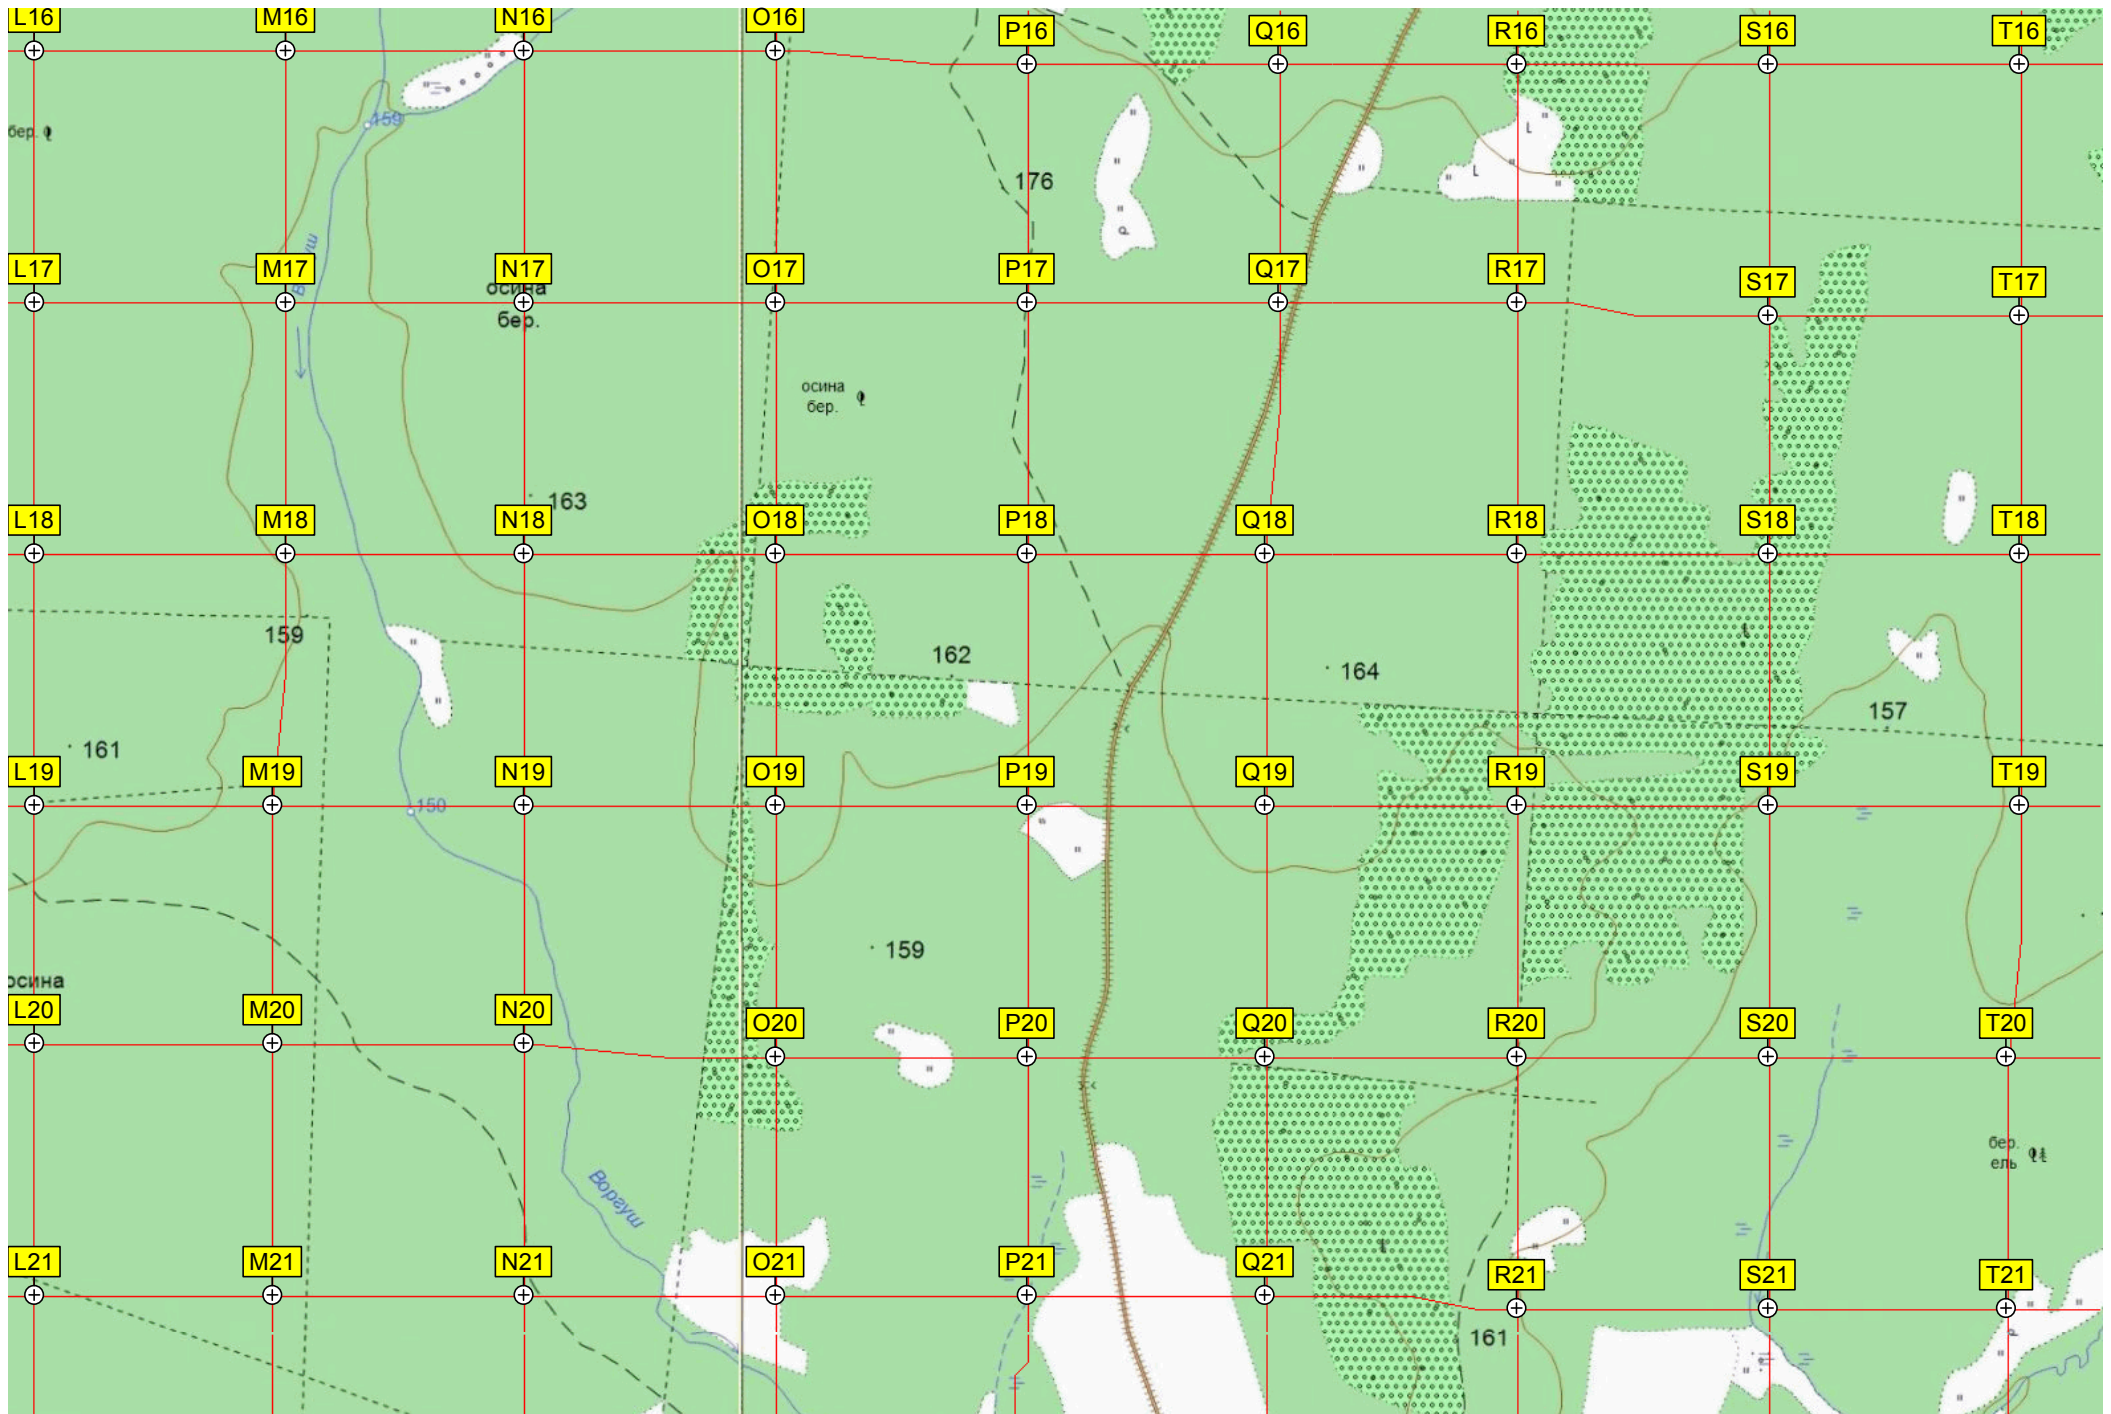 L16 M16 N16 O16 P16 Q16 R16 S16 T16
159
бер.
176
L17 M17 N17 O17 P17 Q17 R17 S17 T17
осина
бер.
осина
бер.
163
L18 M18 N18 O18 P18 Q18 R18 S18 T18
159
162
164
157
161
L19 M19 N19 O19 P19 Q19 R19 S19 T19
150
159
осина
L20 M20 N20 O20 P20 Q20 R20 S20 T20
бер.
ель
Воргуш
L21 M21 N21 O21 P21 Q21 R21 S21 T21
161